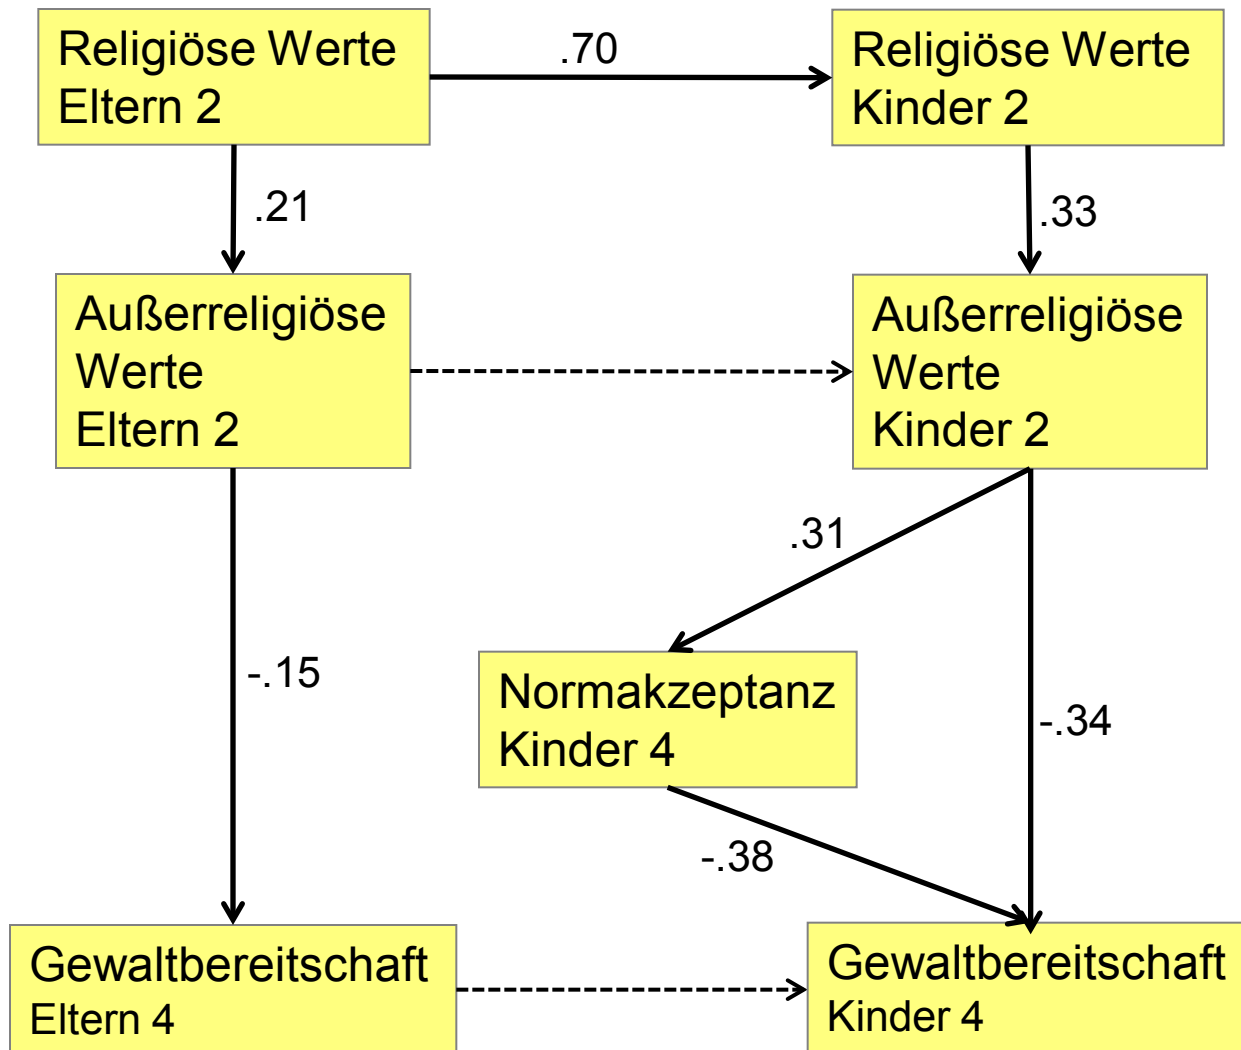 Religiöse Werte
Eltern 2
.70
Religiöse Werte
Kinder 2
.21
.33
Außerreligiöse
Werte
Eltern 2
Außerreligiöse
Werte
Kinder 2
.31
-.15
Normakzeptanz
Kinder 4
-.34
-.38
Gewaltbereitschaft
Eltern 4
Gewaltbereitschaft
Kinder 4